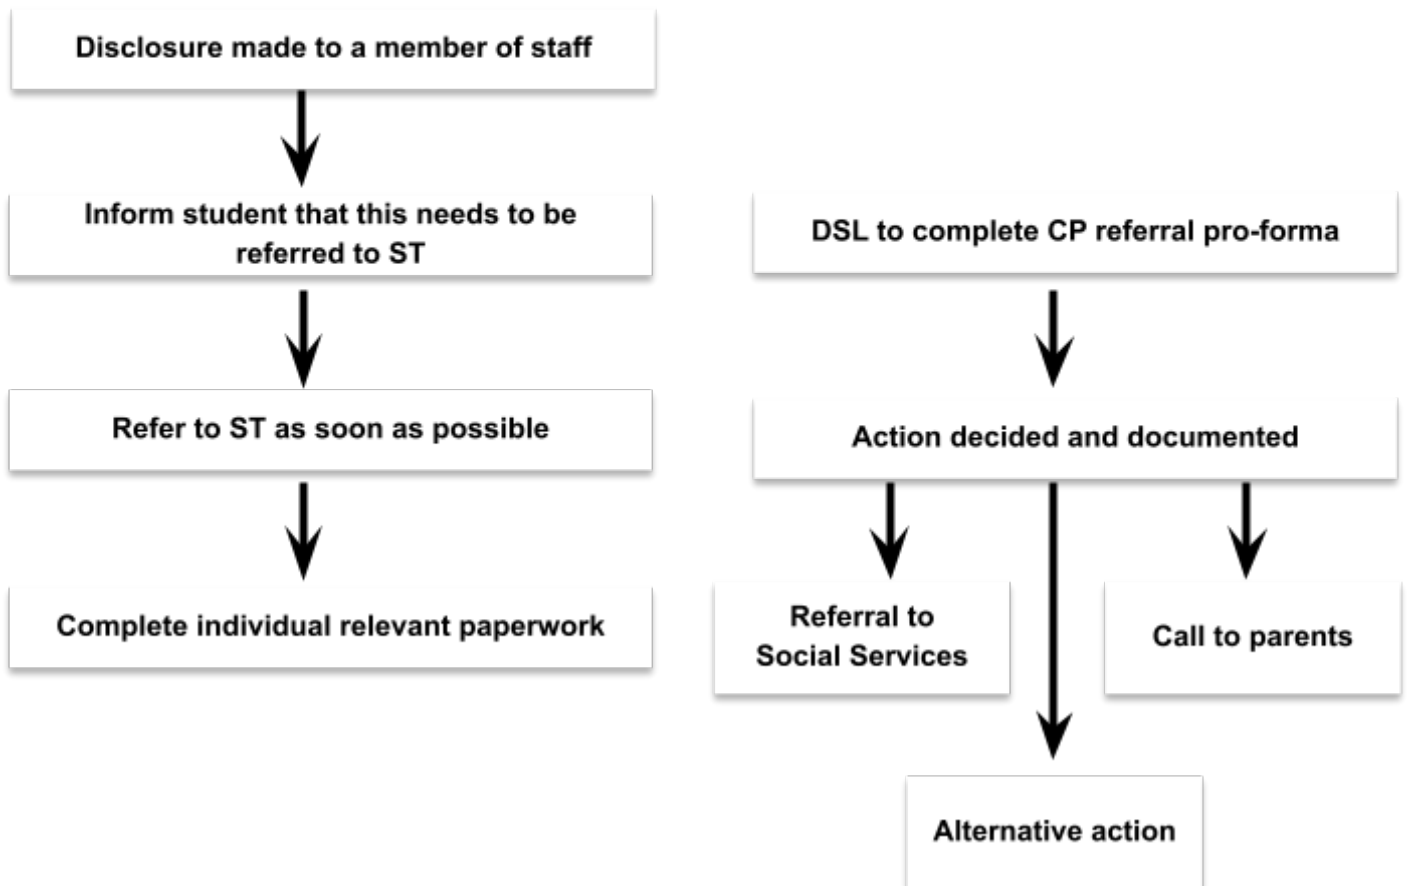 Disclosure made to a member of staff
Inform student that this needs to be
referred to ST
Refer to ST as soon as possible
Complete individual relevant paperwork
DSL to complete CP referral pro-forma
Action decided and documented
Referral to
Social Services
Call to parents
Alternative action